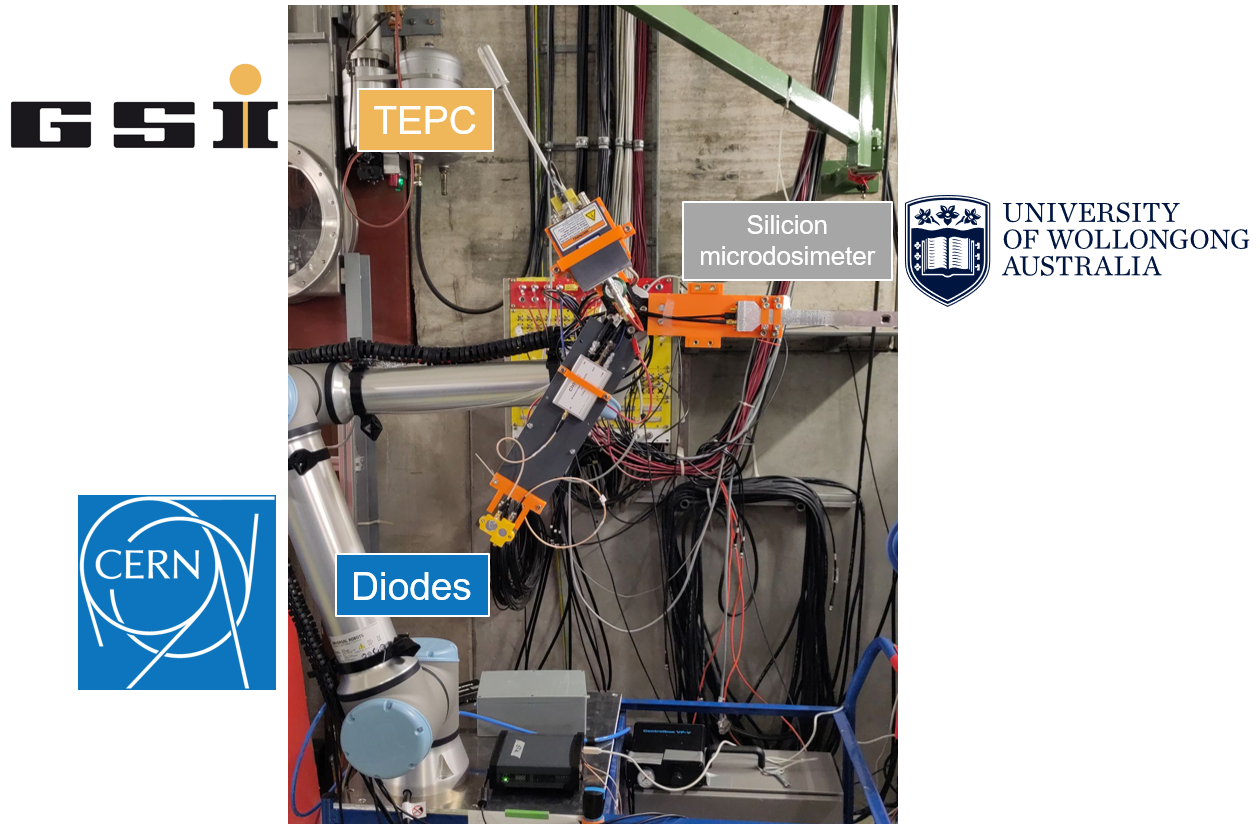 GSI
TEPC
Silicion
microdosimeter
UNIVERSITY
OF WOLLONGONG
AUSTRALIA
CERN
Diodes